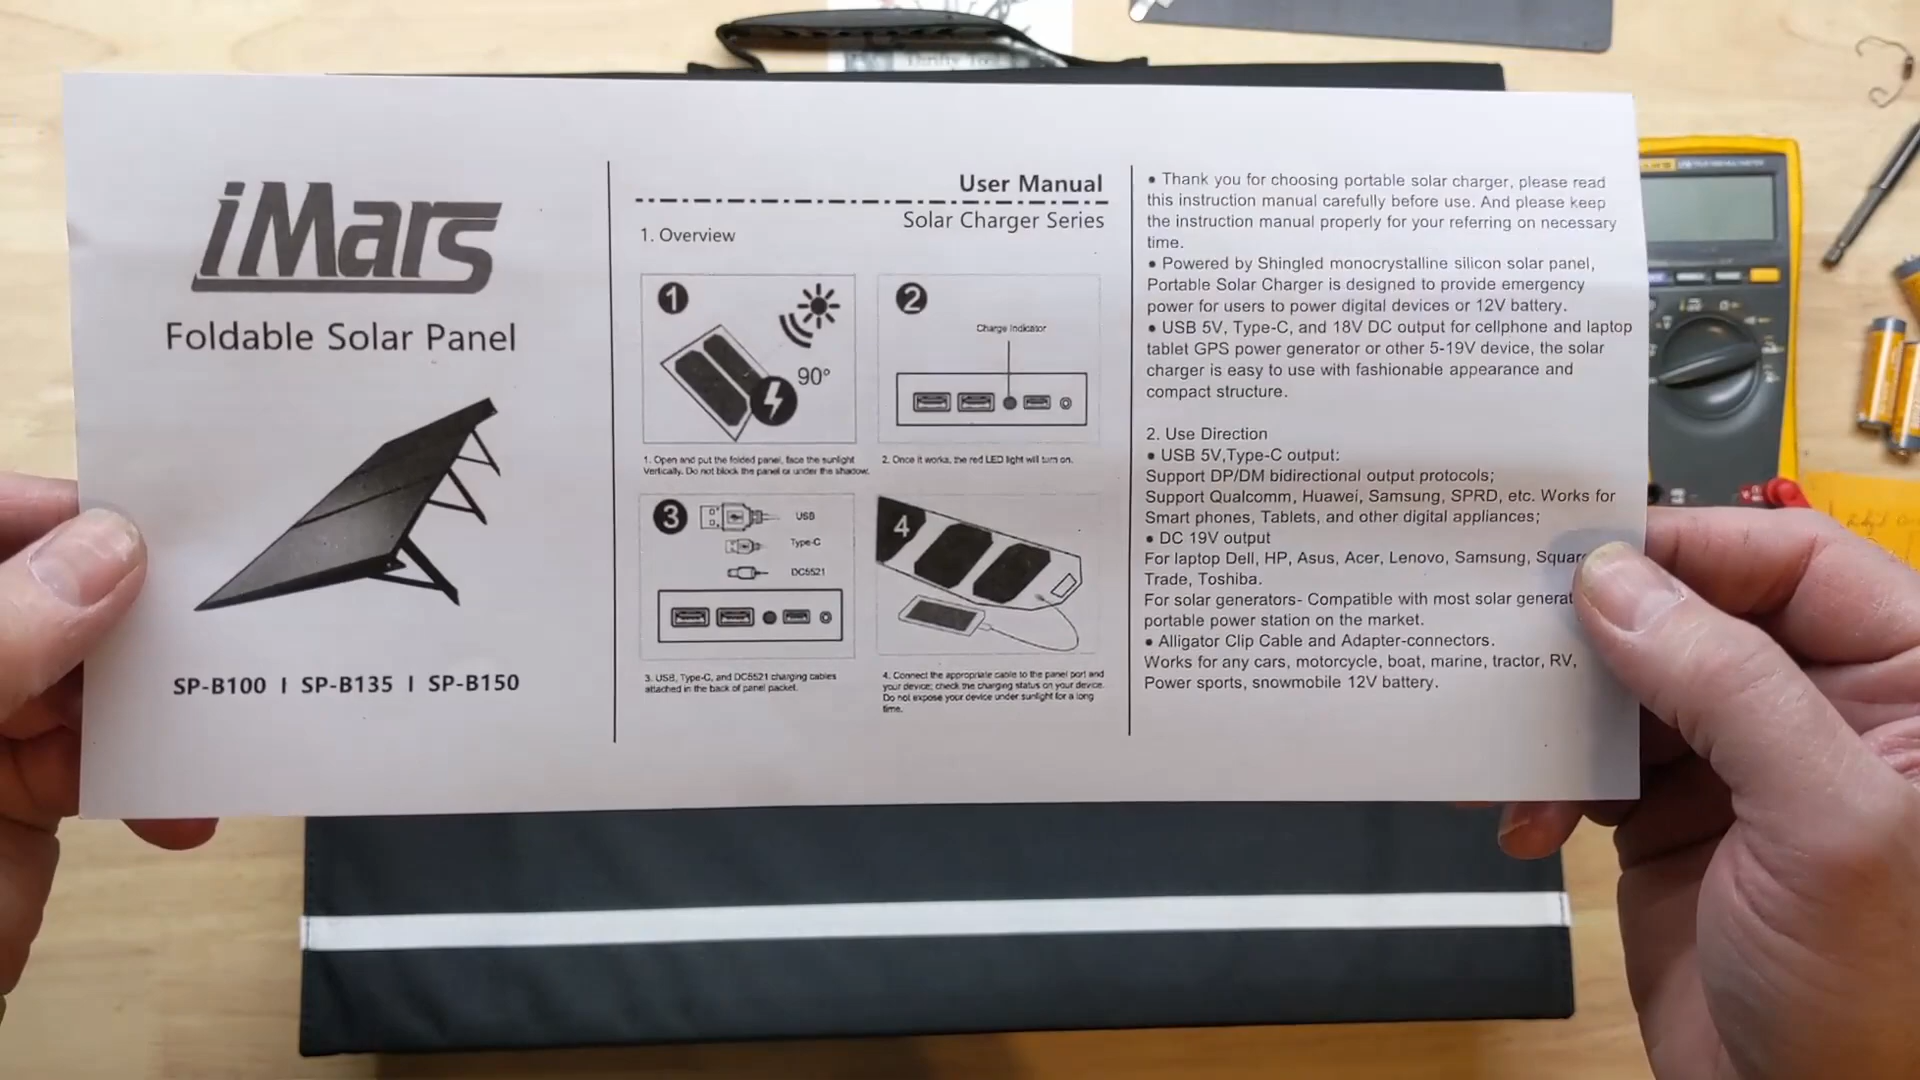 iMars
Foldable Solar Panel
SP-B100 I SP-B135 I SP-B150
User Manual
Solar Charger Series
1. Overview
1
90°
2
Charge Indicator
1. Open and put the folded panel, face the sunlight
Vertically. Do not block the panel or under the shadow.
2. Once it works, the red LED light will turn on.
3
USB
Type-C
DC5521
4
3. USB, Type-C, and DC5521 charging cables
attached in the back of panel packet.
4. Connect the appropriate cable to the panel port and
your device; check the charging status on your device.
Do not expose your device under sunlight for a long
time.
• Thank you for choosing portable solar charger, please read
this instruction manual carefully before use. And please keep
the instruction manual properly for your referring on necessary
time.
• Powered by Shingled monocrystalline silicon solar panel,
Portable Solar Charger is designed to provide emergency
power for users to power digital devices or 12V battery.
• USB 5V, Type-C, and 18V DC output for cellphone and laptop
tablet GPS power generator or other 5-19V device, the solar
charger is easy to use with fashionable appearance and
compact structure.
2. Use Direction
• USB 5V,Type-C output:
Support DP/DM bidirectional output protocols;
Support Qualcomm, Huawei, Samsung, SPRD, etc. Works for
Smart phones, Tablets, and other digital appliances;
• DC 19V output
For laptop Dell, HP, Asus, Acer, Lenovo, Samsung, Squar
Trade, Toshiba.
For solar generators- Compatible with most solar generat
portable power station on the market.
• Alligator Clip Cable and Adapter-connectors.
Works for any cars, motorcycle, boat, marine, tractor, RV,
Power sports, snowmobile 12V battery.